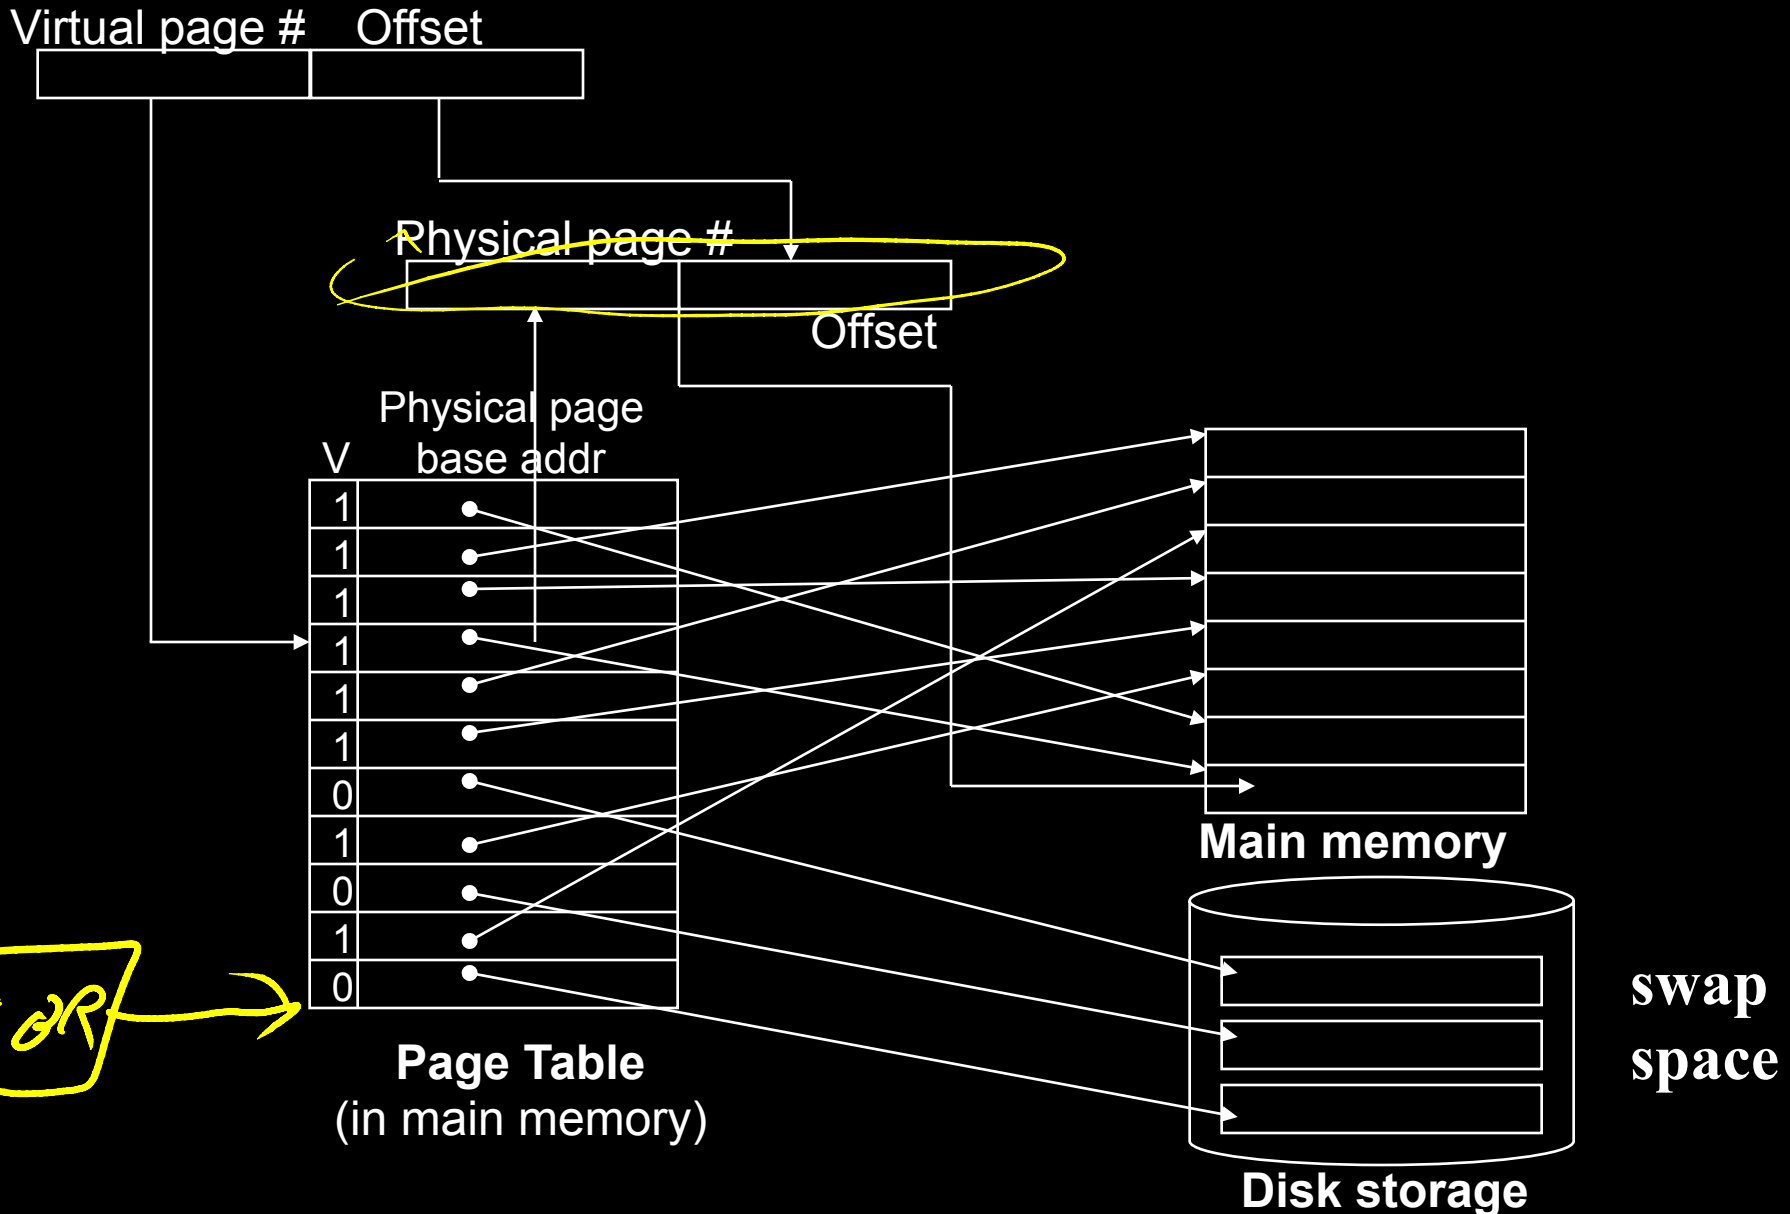 Virtual page # Offset
Physical page #
Offset
Physical page
V base addr
1
1
1
1
1
1
0
1
0
1
0
Main memory
swap
space
Page Table
(in main memory)
Disk storage